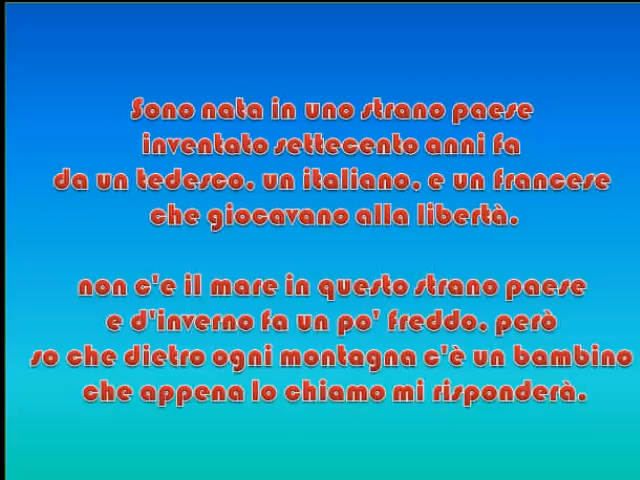 Sono nata in uno strano paese
inventato settecento anni fa
da un tedesco, un italiano, e un francese
che giocavano alla libertà.
non c'e il mare in questo strano paese
e d'inverno fa un po' freddo, però
so che dietro ogni montagna c'è un bambino
che appena lo chiamo mi risponderà.